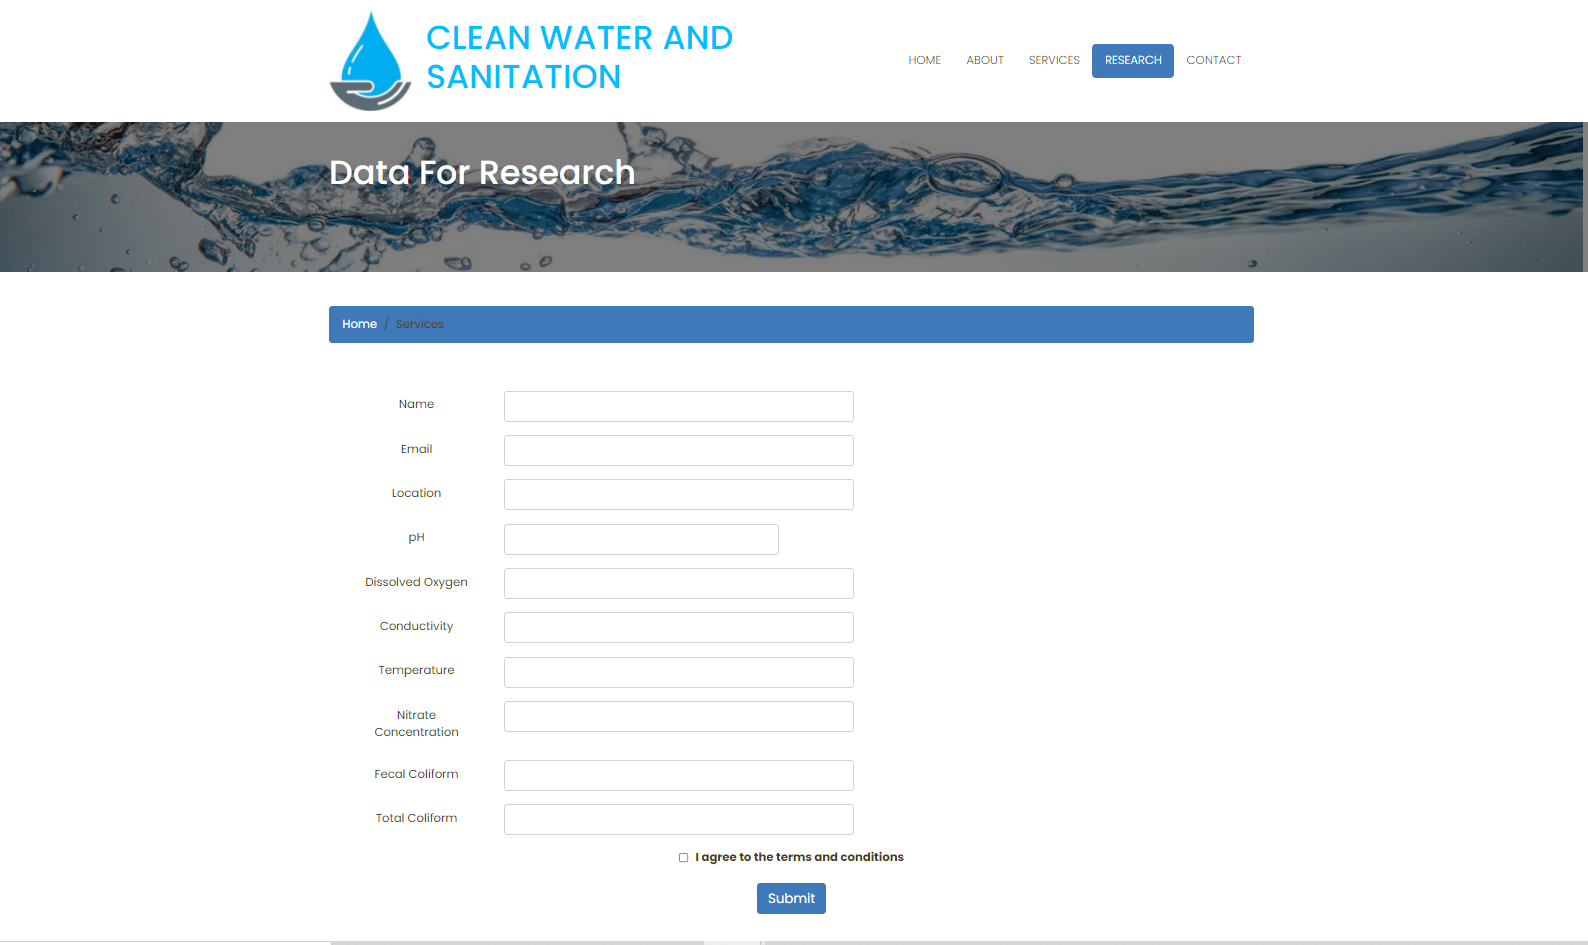 CLEAN WATER AND
SANITATION
HOME ABOUT SERVICES RESEARCH CONTACT
Data For Research
Home / Services
Name
Email
Location
pH
Dissolved Oxygen
Conductivity
Temperature
Nitrate
Concentration
Fecal Coliform
Total Coliform
I agree to the terms and conditions
Submit